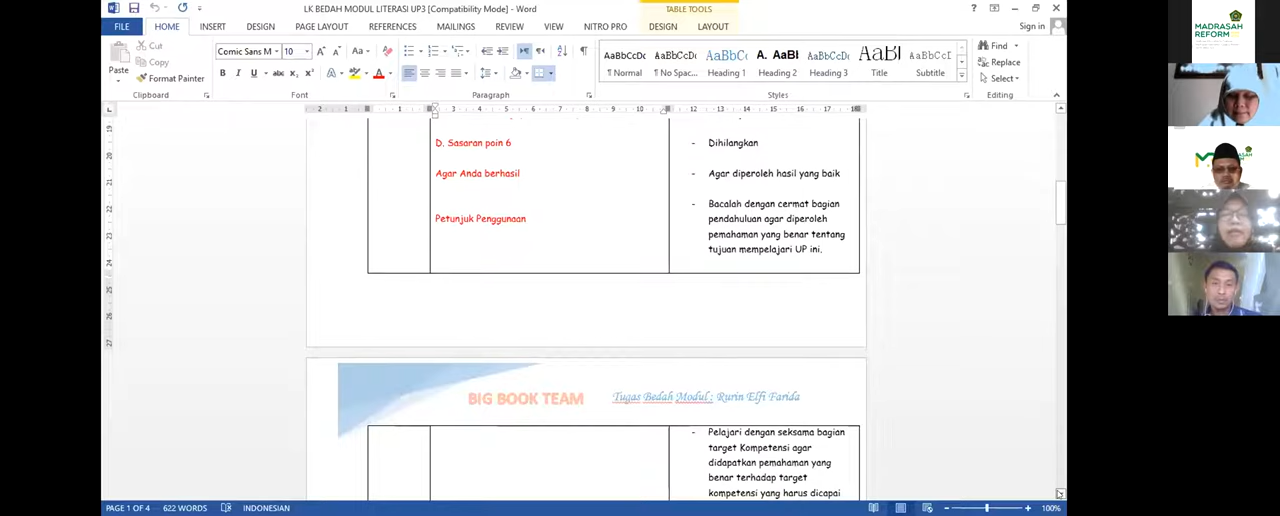 LK BEDAH MODUL LITERASI UP3 [Compatibility Mode] - Word
TABLE TOOLS
Sign in
FILE HOME INSERT DESIGN PAGE LAYOUT REFERENCES MAILINGS REVIEW VIEW NITRO PRO DESIGN LAYOUT
Paste
Cut
Copy
Format Painter
Clipboard
Comic Sans M 10
Font
Paragraph
AaBbCcDc AaBbCcDc AaBbC A. AaBI AaBbCcDc AaBI AaBbCcDc
¶ Normal ¶ No Spac... Heading 1 Heading 2 Heading 3 Title Subtitle
Styles
Find
Replace
Select
Editing
D. Sasaran poin 6
- Dihilangkan
Agar Anda berhasil
- Agar diperoleh hasil yang baik
Petunjuk Penggunaan
- Bacalah dengan cermat bagian
pendahuluan agar diperoleh
pemahaman yang benar tentang
tujuan mempelajari UP ini.
BIG BOOK TEAM
Tugas Bedah Modul : Rurin Elfi Farida
- Pelajari dengan seksama bagian
target Kompetensi agar
didapatkan pemahaman yang
benar terhadap target
kompetensi yang harus dicapai
PAGE 1 OF 4 622 WORDS INDONESIAN
100%
MADRASAH
REFORM